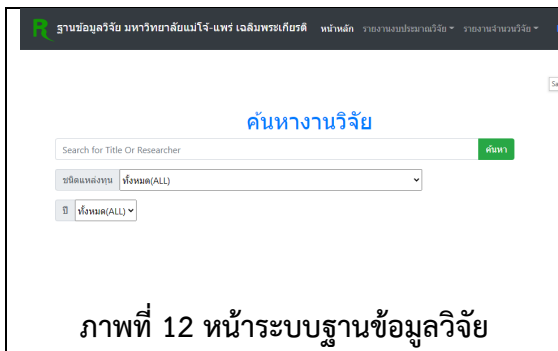 R ฐานข้อมูลวิจัย มหาวิทยาลัยแม่โจ้-แพร่ เฉลิมพระเกียรติ หน้าหลัก รายงานงบประมาณวิจัย รายงานจำนวนวิจัย
ค้นหางานวิจัย
Search for Title Or Researcher ค้นหา
ชนิดแหล่งทุน ทั้งหมด(ALL)
ปี ทั้งหมด(ALL)
ภาพที่ 12 หน้าระบบฐานข้อมูลวิจัย